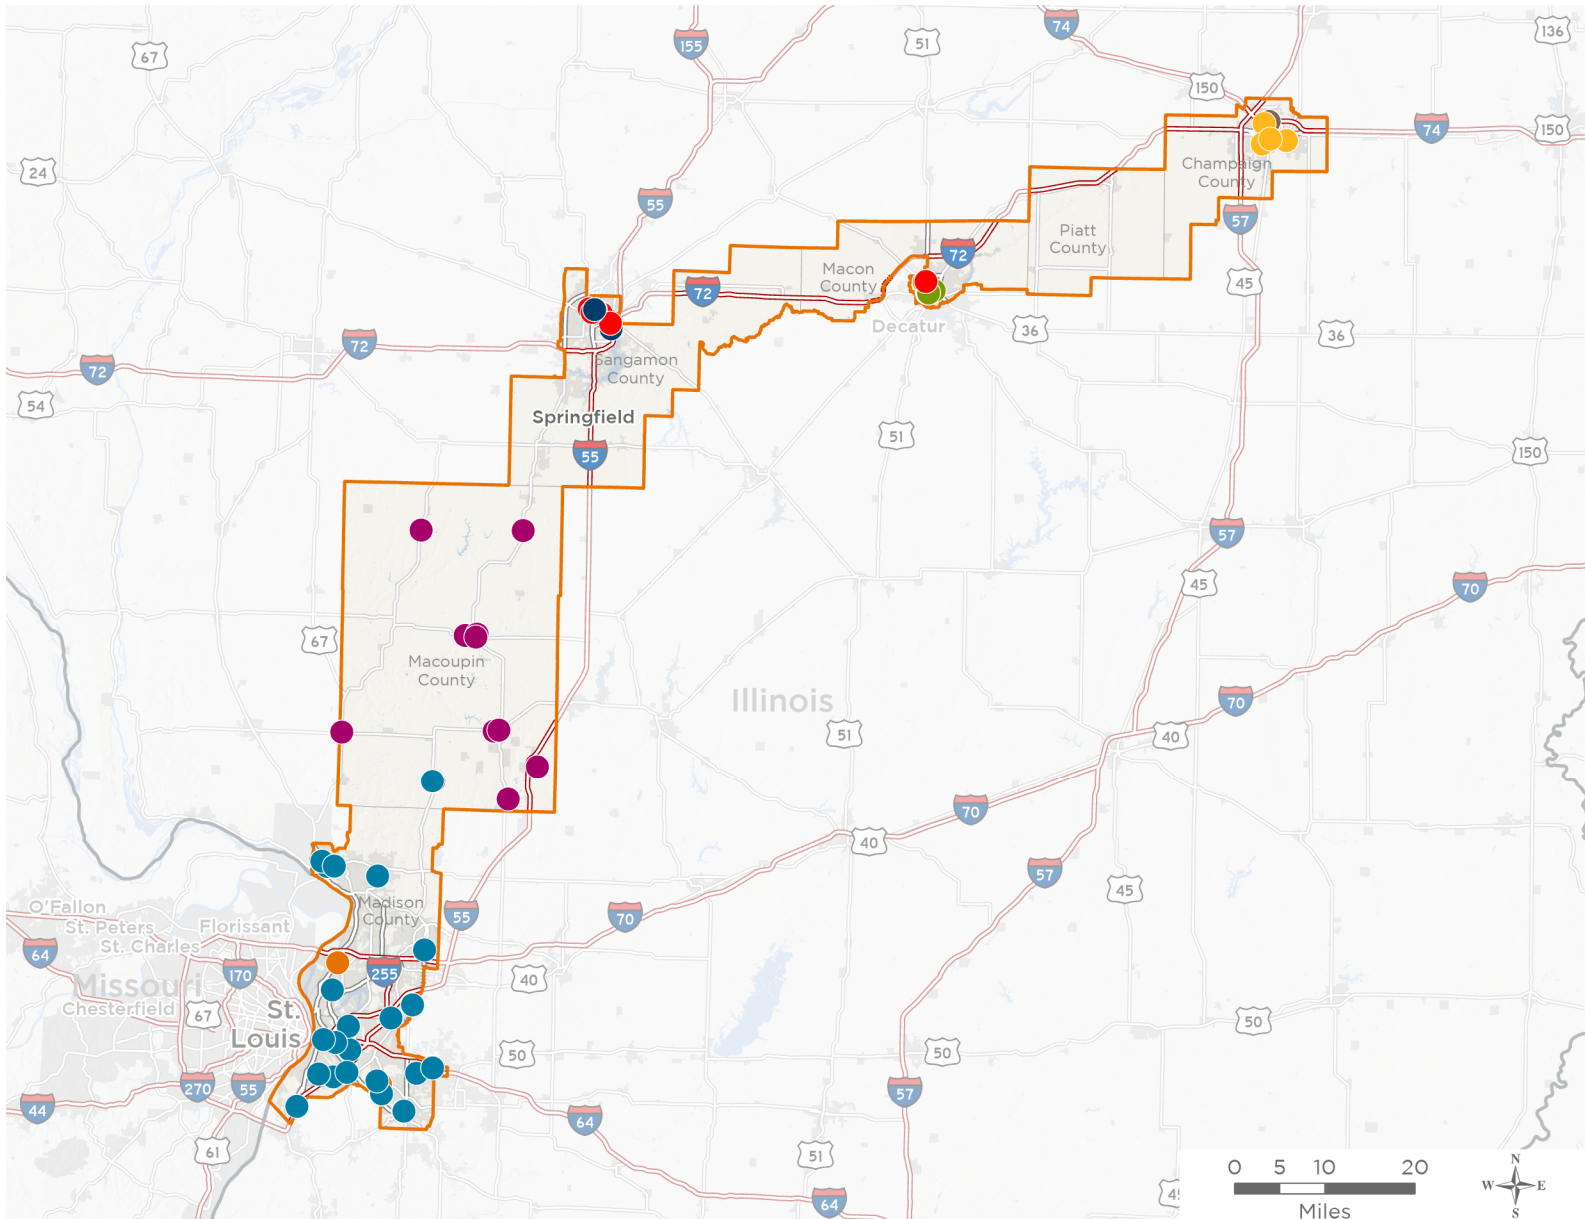 74
136
67
155
51
150
74
150
24
Champaign
County
55
57
Piatt
County
72
Macon
County
72
45
Decatur
36
36
72
72
Sangamon
County
54
Springfield
51
55
150
57
70
45
67
Macoupin
County
Illinois
70
51
40
70
40
57
45
O'Fallon
St. Peters
St. Charles
Florissant
Madison
County
55
70
64
170
255
40
Missouri
Chesterfield
67
St.
Louis
50
50
50
270
55
44
57
64
61
51
64
45
0 5 10 20
Miles
N
W E
S